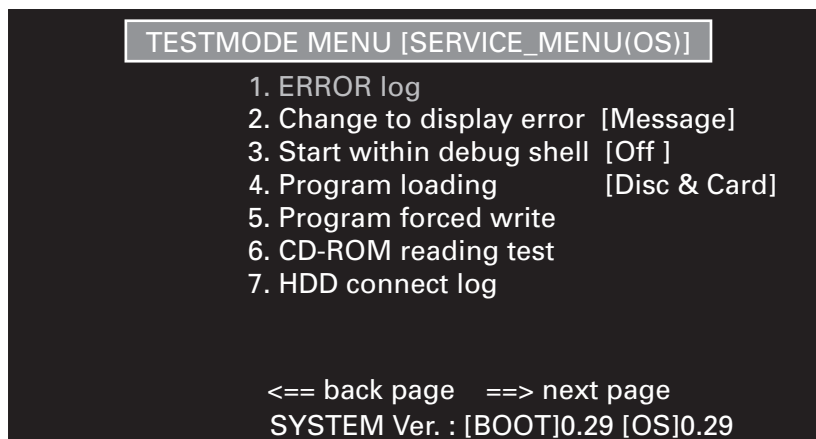 TESTMODE MENU [SERVICE_MENU(OS)]
1. ERROR log
2. Change to display error [Message]
3. Start within debug shell [Off ]
4. Program loading [Disc & Card]
5. Program forced write
6. CD-ROM reading test
7. HDD connect log
<== back page ==> next page
SYSTEM Ver. : [BOOT]0.29 [OS]0.29